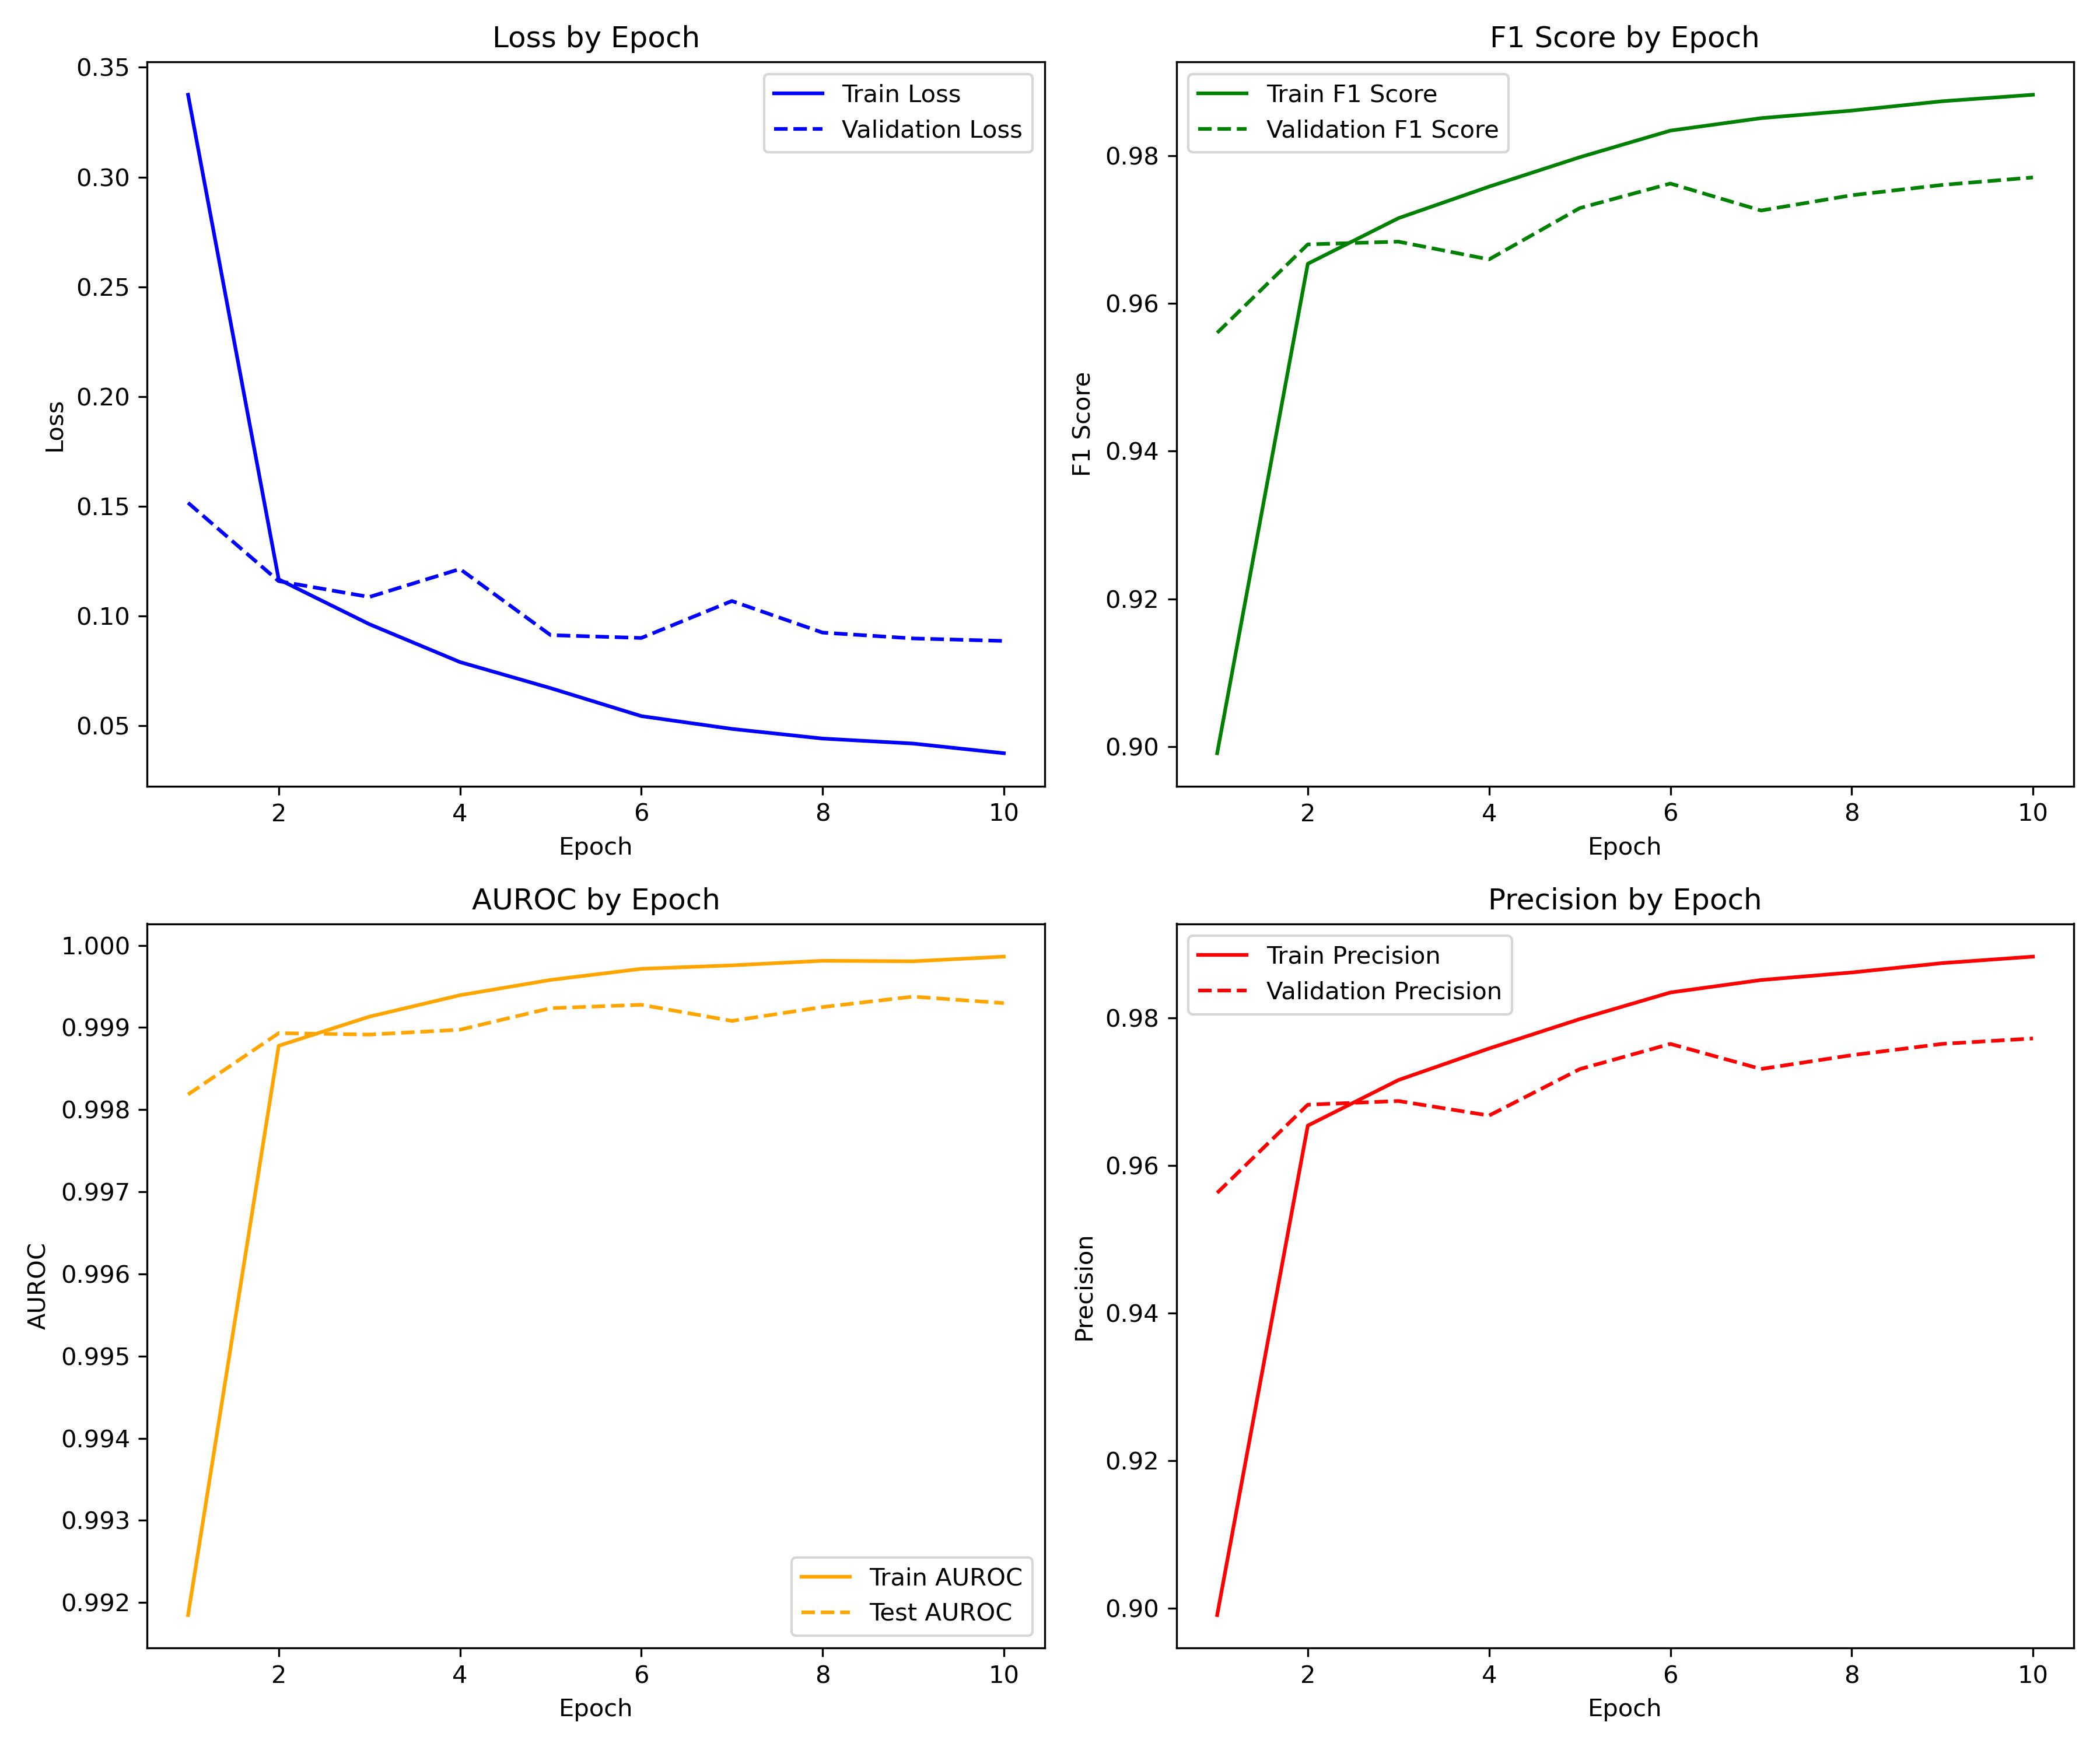 Loss by Epoch
0.35
0.30
0.25
0.20
0.15
0.10
0.05
Loss
Train Loss
Validation Loss
2 4 6 8 10
Epoch
F1 Score by Epoch
0.98
0.96
0.94
0.92
0.90
F1 Score
Train F1 Score
Validation F1 Score
2 4 6 8 10
Epoch
AUROC by Epoch
1.000
0.999
0.998
0.997
0.996
0.995
0.994
0.993
0.992
AUROC
Train AUROC
Test AUROC
2 4 6 8 10
Epoch
Precision by Epoch
0.98
0.96
0.94
0.92
0.90
Precision
Train Precision
Validation Precision
2 4 6 8 10
Epoch